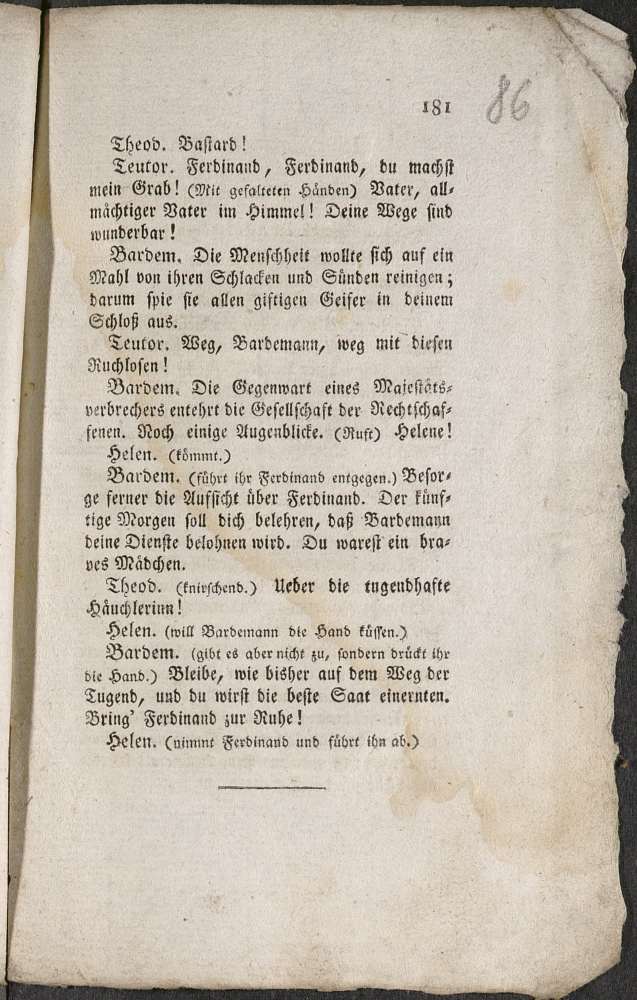 181 86
Theod. Bastard!
Teutor. Ferdinand, Ferdinand, du machst
mein Grab! (Mit gefalteten Händen) Vater, all-
mächtiger Vater im Himmel! Deine Wege sind
wunderbar!
Bardem. Die Menschheit wollte sich auf ein
Mahl von ihren Schlacken und Sünden reinigen;
darum spie sie allen giftigen Geifer in deinem
Schloß aus.
Teutor. Weg, Bardemann, weg mit diesen
Ruchlosen!
Bardem. Die Gegenwart eines Majestäts-
verbrechers entehrt die Gesellschaft der Rechtschaf-
fenen. Noch einige Augenblicke. (Ruft) Helene!
Helen. (kömmt.)
Bardem. (führt ihr Ferdinand entgegen.) Besor-
ge ferner die Aufsicht über Ferdinand. Der künf-
tige Morgen soll dich belehren, daß Bardemann
deine Dienste belohnen wird. Du warest ein bra-
ves Mädchen.
Theod. (knirschend.) Ueber die tugendhafte
Häuchlerinn!
Helen. (will Bardemann die Hand küssen.)
Bardem. (gibt es aber nicht zu, sondern drückt ihr
die Hand.) Bleibe, wie bisher auf dem Weg der
Tugend, und du wirst die beste Saat einernten.
Bring' Ferdinand zur Ruhe!
Helen. (nimmt Ferdinand und führt ihn ab.)